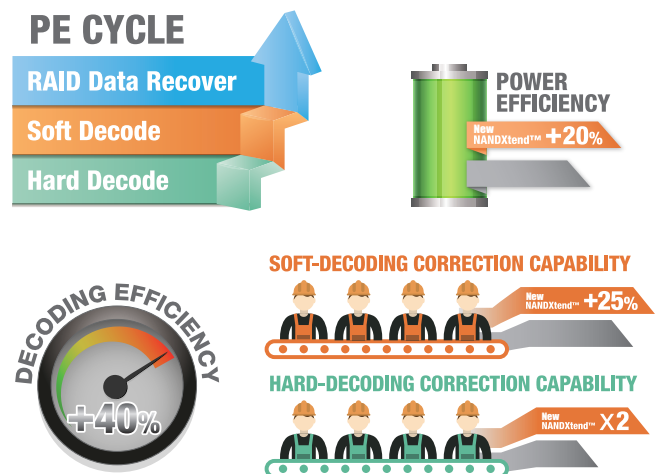 PE CYCLE
RAID Data Recover
Soft Decode
Hard Decode
POWER
EFFICIENCY
New
NANDXtend™ +20%
DECODING EFFICIENCY
+40%
SOFT-DECODING CORRECTION CAPABILITY
New
NANDXtend™ +25%
HARD-DECODING CORRECTION CAPABILITY
New
NANDXtend™ X2